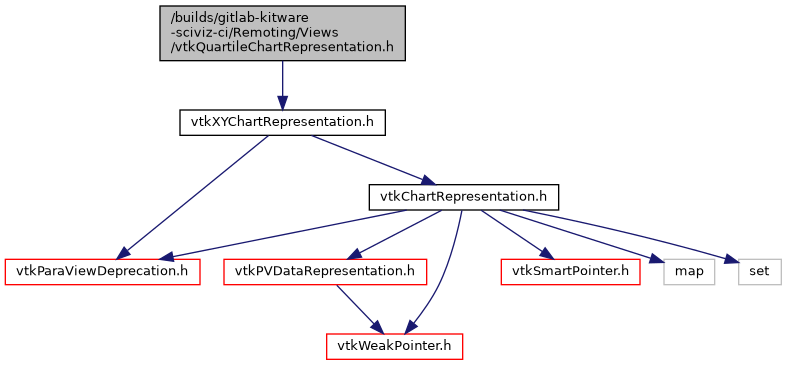 /builds/gitlab-kitware
-sciviz-ci/Remoting/Views
/vtkQuartileChartRepresentation.h
vtkXYChartRepresentation.h
vtkChartRepresentation.h
vtkParaViewDeprecation.h
vtkPVDataRepresentation.h
vtkSmartPointer.h
map
set
vtkWeakPointer.h